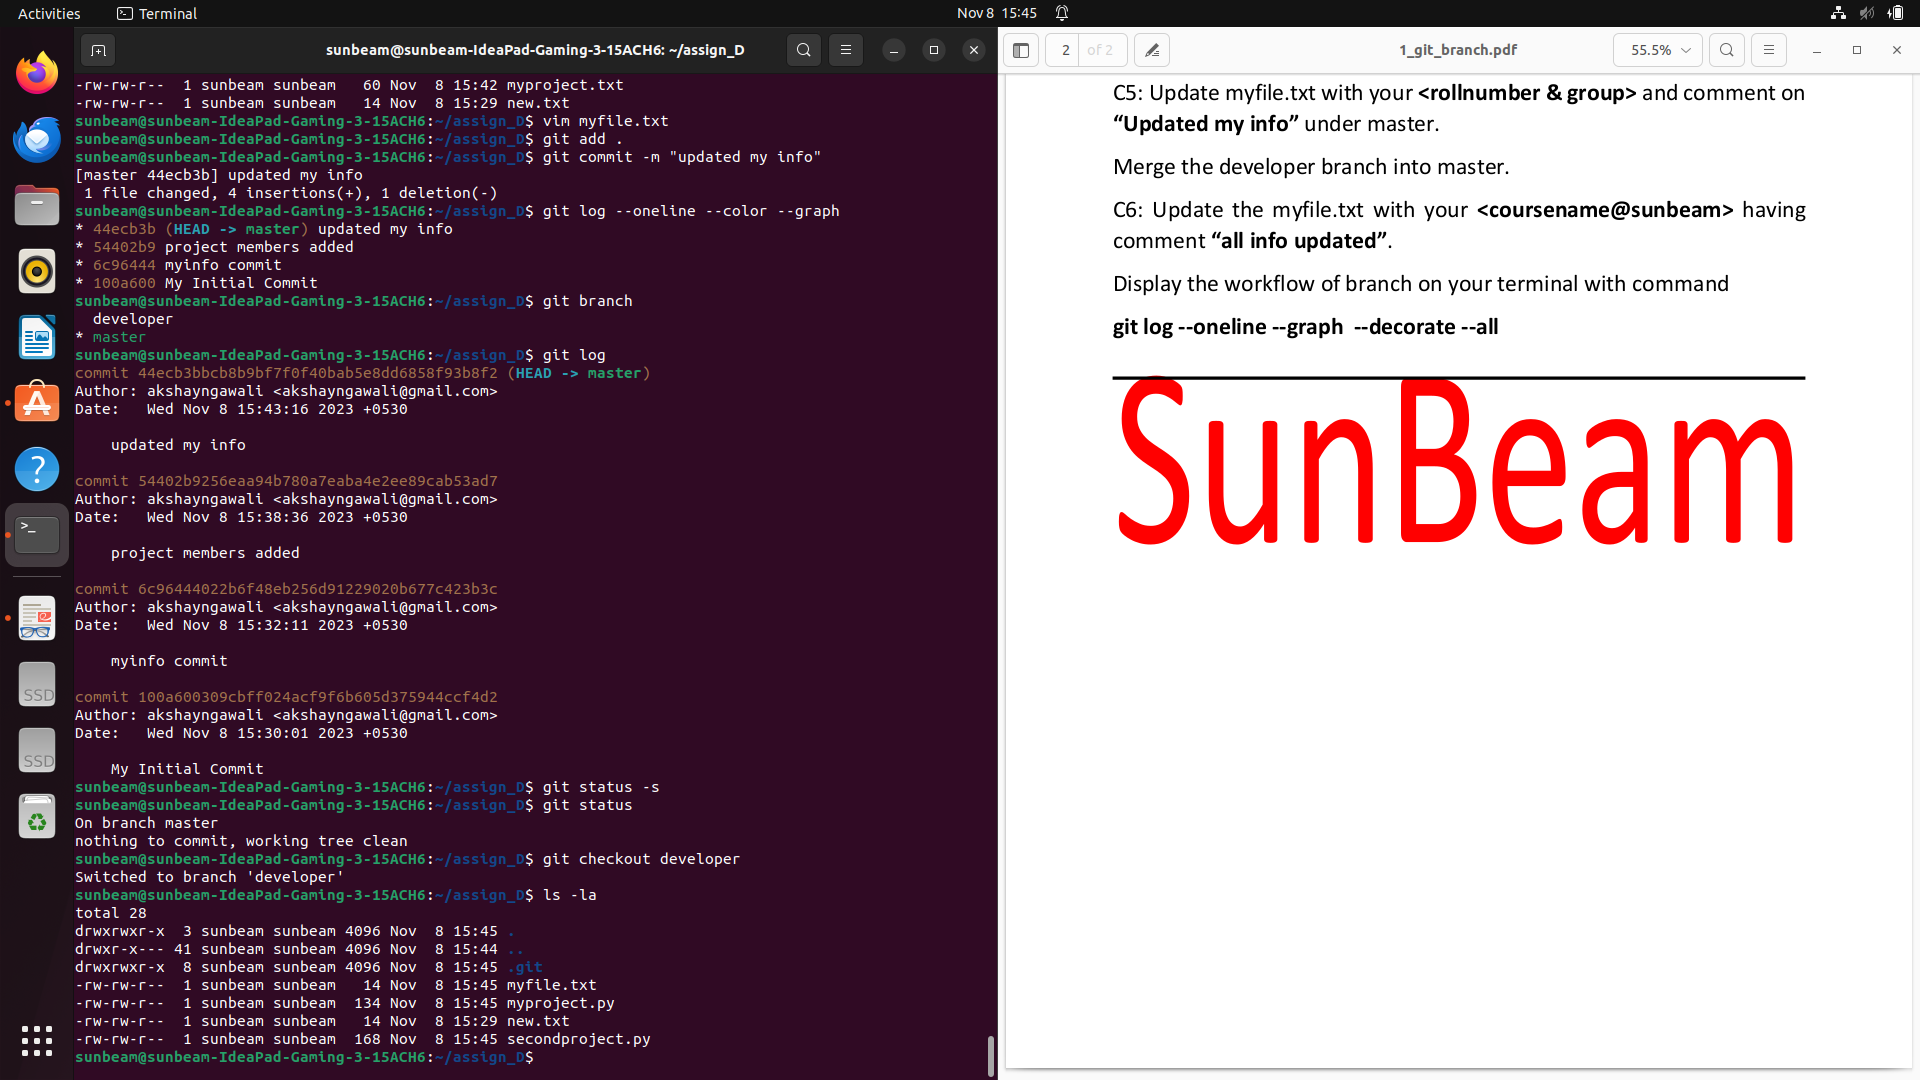 Activities
Terminal
Nov 8 15:45
sunbeam@sunbeam-IdeaPad-Gaming-3-15ACH6: ~/assign_D
-rw-rw-r-- 1 sunbeam sunbeam 60 Nov 8 15:42 myproject.txt
-rw-rw-r-- 1 sunbeam sunbeam 14 Nov 8 15:29 new.txt
sunbeam@sunbeam-IdeaPad-Gaming-3-15ACH6:~/assign_D$ vim myfile.txt
sunbeam@sunbeam-IdeaPad-Gaming-3-15ACH6:~/assign_D$ git add .
sunbeam@sunbeam-IdeaPad-Gaming-3-15ACH6:~/assign_D$ git commit -m "updated my info"
[master 44ecb3b] updated my info
1 file changed, 4 insertions(+), 1 deletion(-)
sunbeam@sunbeam-IdeaPad-Gaming-3-15ACH6:~/assign_D$ git log --oneline --color --graph
* 44ecb3b (HEAD -> master) updated my info
* 54402b9 project members added
* 6c96444 myinfo commit
* 100a600 My Initial Commit
sunbeam@sunbeam-IdeaPad-Gaming-3-15ACH6:~/assign_D$ git branch
developer
* master
sunbeam@sunbeam-IdeaPad-Gaming-3-15ACH6:~/assign_D$ git log
commit 44ecb3bbcb8b9bf7f0f40bab5e8dd6858f93b8f2 (HEAD -> master)
Author: akshayngawali <akshayngawali@gmail.com>
Date: Wed Nov 8 15:43:16 2023 +0530
updated my info
commit 54402b9256eaa94b780a7eaba4e2ee89cab53ad7
Author: akshayngawali <akshayngawali@gmail.com>
Date: Wed Nov 8 15:38:36 2023 +0530
project members added
commit 6c96444022b6f48eb256d91229020b677c423b3c
Author: akshayngawali <akshayngawali@gmail.com>
Date: Wed Nov 8 15:32:11 2023 +0530
myinfo commit
commit 100a600309cbff024acf9f6b605d375944ccf4d2
Author: akshayngawali <akshayngawali@gmail.com>
Date: Wed Nov 8 15:30:01 2023 +0530
My Initial Commit
sunbeam@sunbeam-IdeaPad-Gaming-3-15ACH6:~/assign_D$ git status -s
sunbeam@sunbeam-IdeaPad-Gaming-3-15ACH6:~/assign_D$ git status
On branch master
nothing to commit, working tree clean
sunbeam@sunbeam-IdeaPad-Gaming-3-15ACH6:~/assign_D$ git checkout developer
Switched to branch 'developer'
sunbeam@sunbeam-IdeaPad-Gaming-3-15ACH6:~/assign_D$ ls -la
total 28
drwxrwxr-x 3 sunbeam sunbeam 4096 Nov 8 15:45 .
drwxr-x--- 41 sunbeam sunbeam 4096 Nov 8 15:44 ..
drwxrwxr-x 8 sunbeam sunbeam 4096 Nov 8 15:45 .git
-rw-rw-r-- 1 sunbeam sunbeam 14 Nov 8 15:45 myfile.txt
-rw-rw-r-- 1 sunbeam sunbeam 134 Nov 8 15:45 myproject.py
-rw-rw-r-- 1 sunbeam sunbeam 14 Nov 8 15:29 new.txt
-rw-rw-r-- 1 sunbeam sunbeam 168 Nov 8 15:45 secondproject.py
sunbeam@sunbeam-IdeaPad-Gaming-3-15ACH6:~/assign_D$
SSD
SSD
2 of 2
1_git_branch.pdf
55.5%
C5: Update myfile.txt with your <rollnumber & group> and comment on
“Updated my info” under master.
Merge the developer branch into master.
C6: Update the myfile.txt with your <coursename@sunbeam> having
comment “all info updated”.
Display the workflow of branch on your terminal with command
git log --oneline --graph --decorate --all
SunBeam